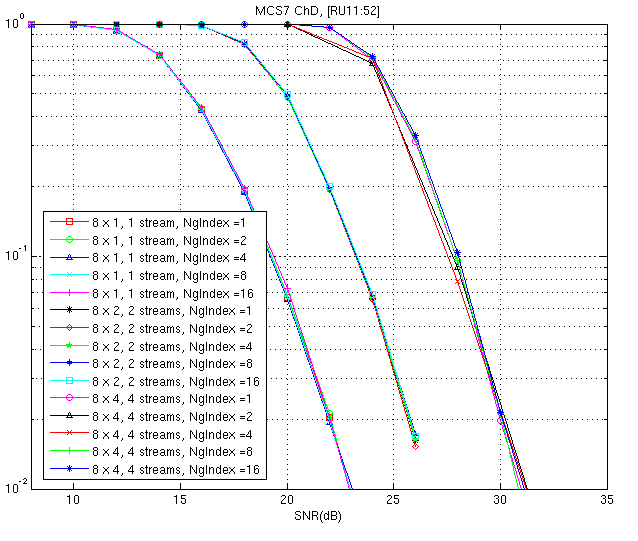 MCS7 ChD, [RU11:52]
10^0
10^-1
10^-2
8 × 1, 1 stream, NgIndex =1
8 × 1, 1 stream, NgIndex =2
8 × 1, 1 stream, NgIndex =4
8 × 1, 1 stream, NgIndex =8
8 × 1, 1 stream, NgIndex =16
8 × 2, 2 streams, NgIndex =1
8 × 2, 2 streams, NgIndex =2
8 × 2, 2 streams, NgIndex =4
8 × 2, 2 streams, NgIndex =8
8 × 2, 2 streams, NgIndex =16
8 × 4, 4 streams, NgIndex =1
8 × 4, 4 streams, NgIndex =2
8 × 4, 4 streams, NgIndex =4
8 × 4, 4 streams, NgIndex =8
8 × 4, 4 streams, NgIndex =16
10 15 20 25 30 35
SNR(dB)